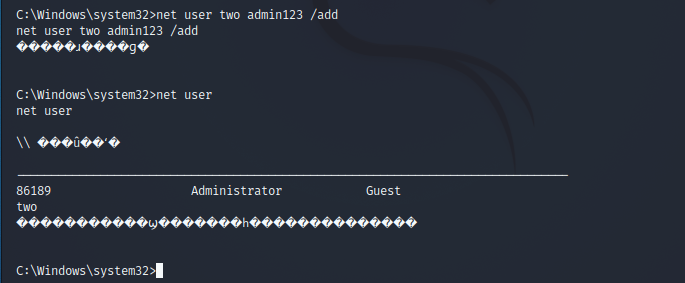 C:\Windows\system32>net user two admin123 /add
net user two admin123 /add
�����ɹ����ɡ�
C:\Windows\system32>net user
net user
\\ ���û��ʻ�
-------------------------------------------------------------------------------
86189 Administrator Guest
two
�����������ϣ�������һ��������������
C:\Windows\system32>